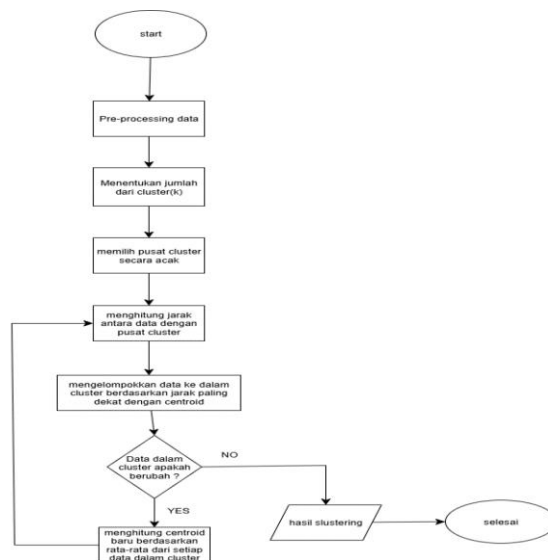 start
Pre-processing data
Menentukan jumlah
dari cluster(k)
memilih pusat cluster
secara acak
menghitung jarak
antara data dengan
pusat cluster
mengelompokkan data ke dalam
cluster berdasarkan jarak paling
dekat dengan centroid
Data dalam
cluster apakah
berubah ?
NO
YES
hasil slustering
selesai
menghitung centroid
baru berdasarkan
rata-rata dari setiap
data dalam cluster